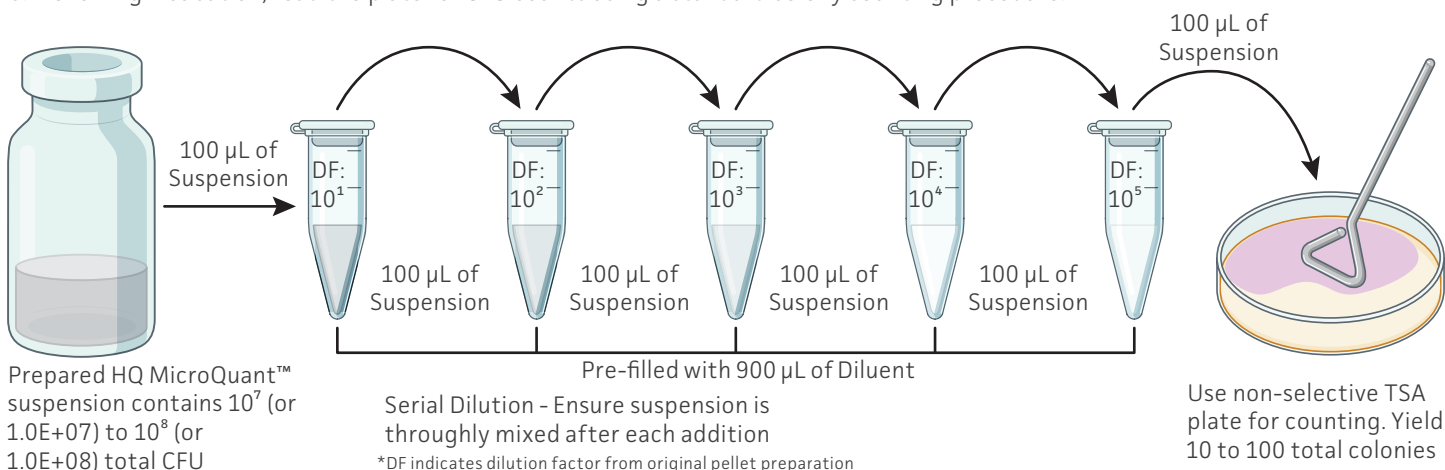 100 µL of
Suspension
100 µL of
Suspension
DF:
10¹
DF:
10²
DF:
10³
DF:
10⁴
DF:
10⁵
100 µL of
Suspension
100 µL of
Suspension
100 µL of
Suspension
100 µL of
Suspension
Pre-filled with 900 µL of Diluent
Prepared HQ MicroQuant™
suspension contains 10⁷ (or
1.0E+07) to 10⁸ (or
1.0E+08) total CFU
Serial Dilution - Ensure suspension is
throughly mixed after each addition
*DF indicates dilution factor from original pellet preparation
Use non-selective TSA
plate for counting. Yield
10 to 100 total colonies